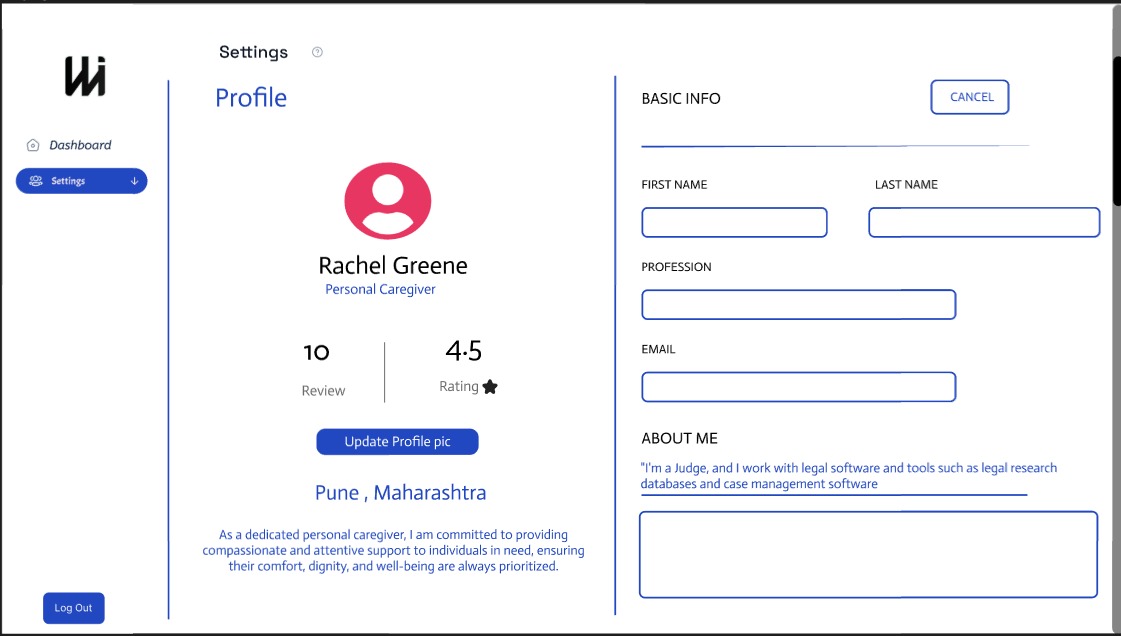 Settings
Dashboard
Settings
Log Out
Profile
Rachel Greene
Personal Caregiver
10
Review
4.5
Rating
Update Profile pic
Pune , Maharashtra
As a dedicated personal caregiver, I am committed to providing
compassionate and attentive support to individuals in need, ensuring
their comfort, dignity, and well-being are always prioritized.
BASIC INFO
CANCEL
FIRST NAME
LAST NAME
PROFESSION
EMAIL
ABOUT ME
"I'm a Judge, and I work with legal software and tools such as legal research
databases and case management software